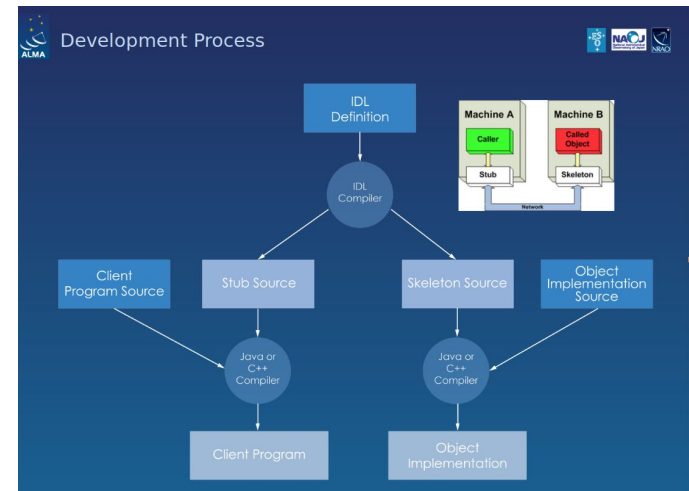 Development Process
ALMA
ES
O
NAOJ
NRAO
IDL
Definition
Machine A
Machine B
Caller
Called
Object
Stub
Skeleton
Network
IDL
Compiler
Client
Program Source
Stub Source
Skeleton Source
Object
Implementation
Source
Java or
C++
Compiler
Java or
C++
Compiler
Client Program
Object
Implementation